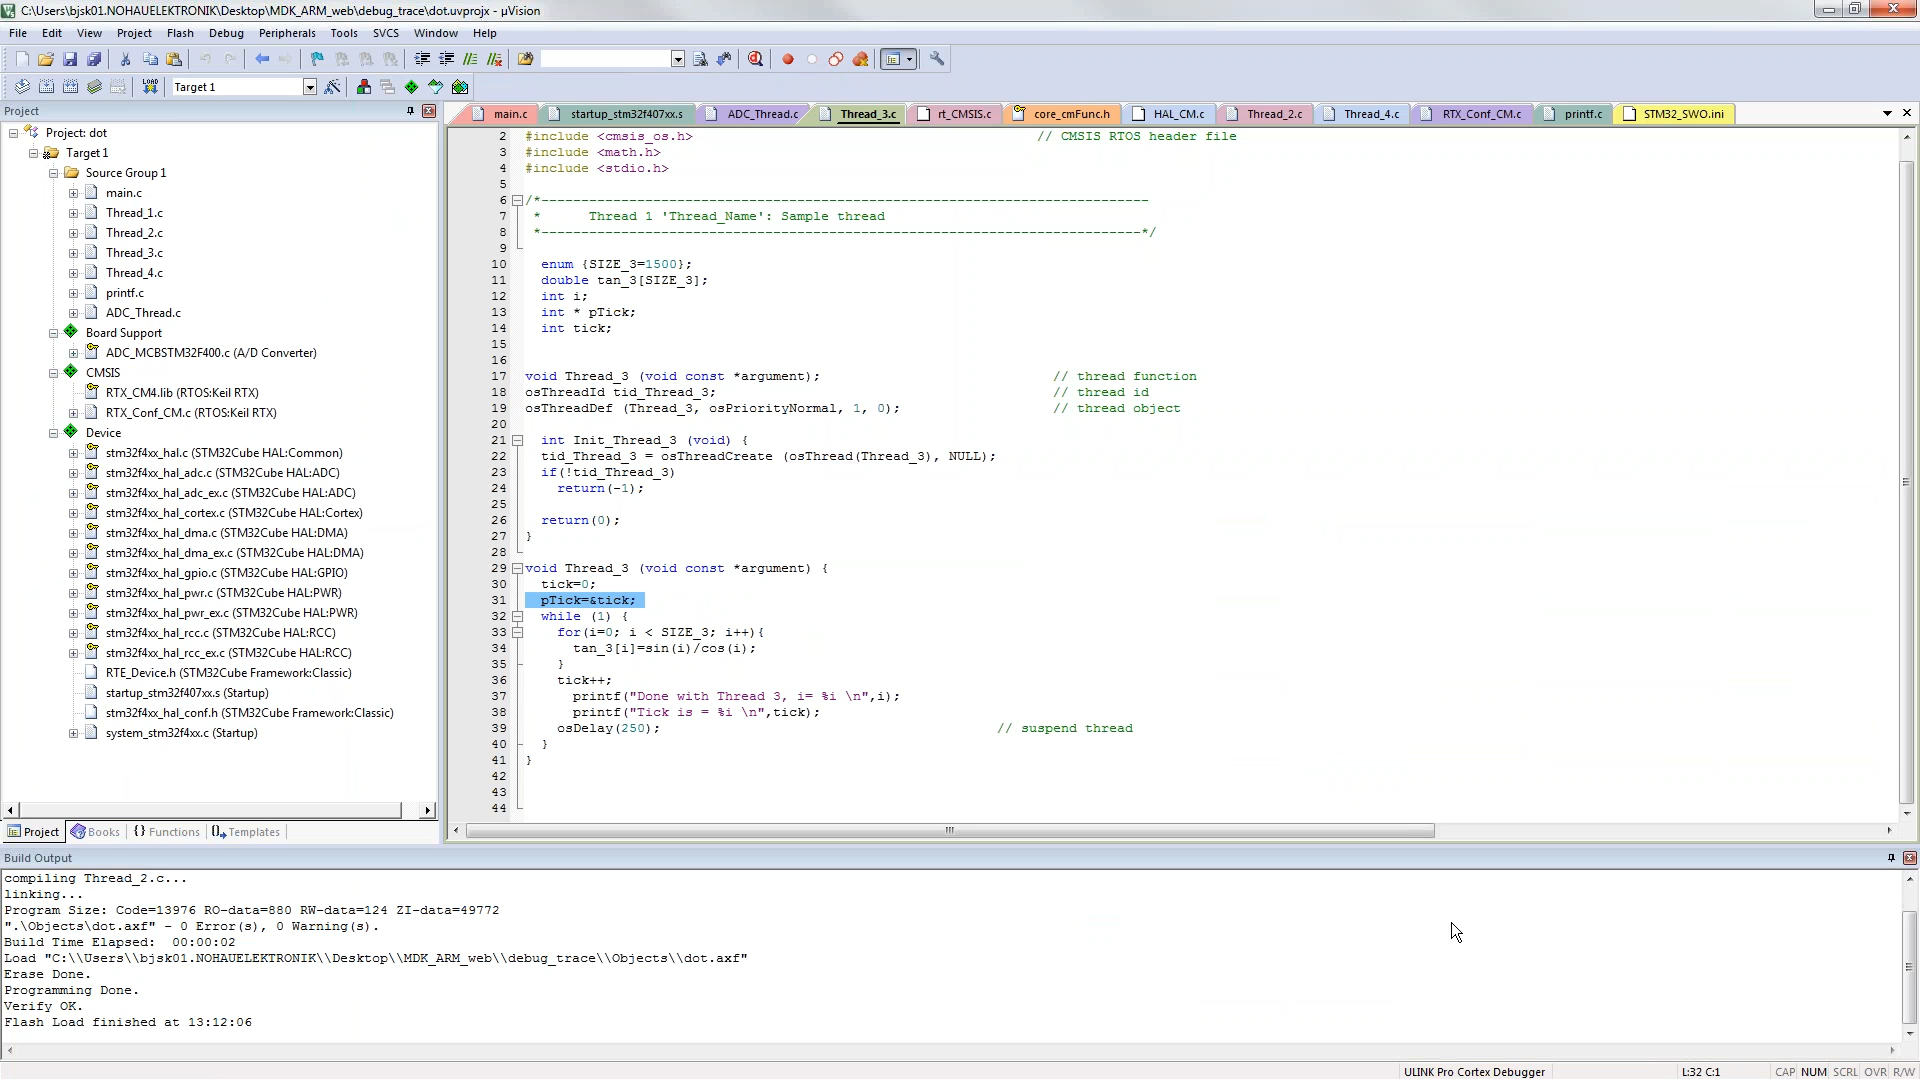 C:\Users\bjsk01.NOHAUELEKTRONIK\Desktop\MDK_ARM_web\debug_trace\dot.uvprojx - µVision
File Edit View Project Flash Debug Peripherals Tools SVCS Window Help
LOAD Target 1
Project
main.c startup_stm32f407xx.s ADC_Thread.c Thread_3.c rt_CMSIS.c core_cmFunc.h HAL_CM.c Thread_2.c Thread_4.c RTX_Conf_CM.c printf.c STM32_SWO.ini
Project: dot
Target 1
Source Group 1
main.c
Thread_1.c
Thread_2.c
Thread_3.c
Thread_4.c
printf.c
ADC_Thread.c
Board Support
ADC_MCBSTM32F400.c (A/D Converter)
CMSIS
RTX_CM4.lib (RTOS:Keil RTX)
RTX_Conf_CM.c (RTOS:Keil RTX)
Device
stm32f4xx_hal.c (STM32Cube HAL:Common)
stm32f4xx_hal_adc.c (STM32Cube HAL:ADC)
stm32f4xx_hal_adc_ex.c (STM32Cube HAL:ADC)
stm32f4xx_hal_cortex.c (STM32Cube HAL:Cortex)
stm32f4xx_hal_dma.c (STM32Cube HAL:DMA)
stm32f4xx_hal_dma_ex.c (STM32Cube HAL:DMA)
stm32f4xx_hal_gpio.c (STM32Cube HAL:GPIO)
stm32f4xx_hal_pwr.c (STM32Cube HAL:PWR)
stm32f4xx_hal_pwr_ex.c (STM32Cube HAL:PWR)
stm32f4xx_hal_rcc.c (STM32Cube HAL:RCC)
stm32f4xx_hal_rcc_ex.c (STM32Cube HAL:RCC)
RTE_Device.h (STM32Cube Framework:Classic)
startup_stm32f407xx.s (Startup)
stm32f4xx_hal_conf.h (STM32Cube Framework:Classic)
system_stm32f4xx.c (Startup)
Project Books {} Functions Templates
2 #include <cmsis_os.h> // CMSIS RTOS header file
3 #include <math.h>
4 #include <stdio.h>
5
6 /*----------------------------------------------------------------------------
7 * Thread 1 'Thread_Name': Sample thread
8 *---------------------------------------------------------------------------*/
9
10 enum {SIZE_3=1500};
11 double tan_3[SIZE_3];
12 int i;
13 int * pTick;
14 int tick;
15
16
17 void Thread_3 (void const *argument); // thread function
18 osThreadId tid_Thread_3; // thread id
19 osThreadDef (Thread_3, osPriorityNormal, 1, 0); // thread object
20
21 int Init_Thread_3 (void) {
22 tid_Thread_3 = osThreadCreate (osThread(Thread_3), NULL);
23 if(!tid_Thread_3)
24 return(-1);
25
26 return(0);
27 }
28
29 void Thread_3 (void const *argument) {
30 tick=0;
31 pTick=&tick;
32 while (1) {
33 for(i=0; i < SIZE_3; i++){
34 tan_3[i]=sin(i)/cos(i);
35 }
36 tick++;
37 printf("Done with Thread 3, i= %i \n",i);
38 printf("Tick is = %i \n",tick);
39 osDelay(250); // suspend thread
40 }
41 }
42
43
44
Build Output
compiling Thread_2.c...
linking...
Program Size: Code=13976 RO-data=880 RW-data=124 ZI-data=49772
".\Objects\dot.axf" - 0 Error(s), 0 Warning(s).
Build Time Elapsed:  00:00:02
Load "C:\\Users\\bjsk01.NOHAUELEKTRONIK\\Desktop\\MDK_ARM_web\\debug_trace\\Objects\\dot.axf"
Erase Done.
Programming Done.
Verify OK.
Flash Load finished at 13:12:06
ULINK Pro Cortex Debugger L:32 C:1 CAP NUM SCRL OVR R/W